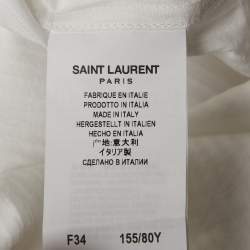 SAINT LAURENT
PARIS
FABRIQUE EN ITALIE
PRODOTTO IN ITALIA
MADE IN ITALY
HERGESTELLT IN ITALIEN
HECHO EN ITALIA
产地:意大利
イタリア製
СДЕЛАНО В ИТАЛИИ
F34 155/80Y